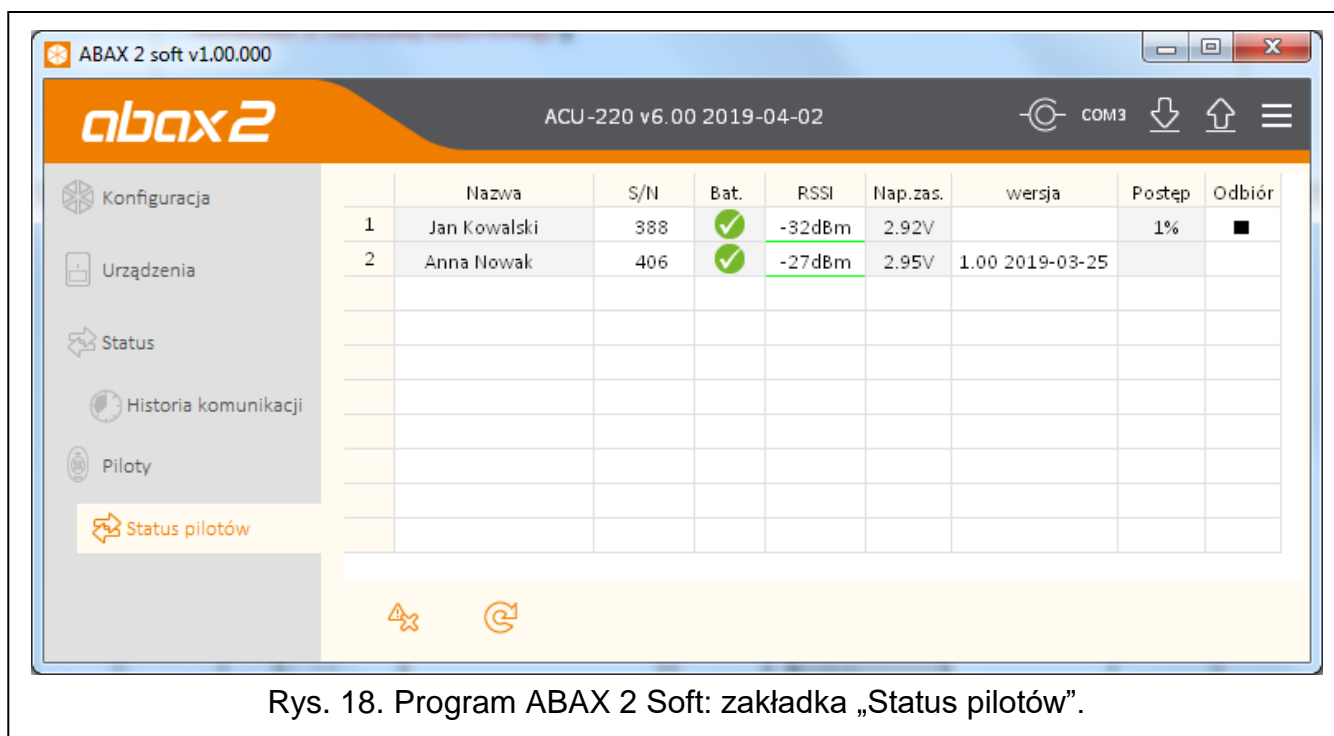 ABAX 2 soft v1.00.000
abax2
ACU-220 v6.00 2019-04-02
COM3
Konfiguracja
Urządzenia
Status
Historia komunikacji
Piloty
Status pilotów
Nazwa S/N Bat. RSSI Nap.zas. wersja Postęp Odbiór
1 Jan Kowalski 388 -32dBm 2.92V 1%
2 Anna Nowak 406 -27dBm 2.95V 1.00 2019-03-25
Rys. 18. Program ABAX 2 Soft: zakładka „Status pilotów”.